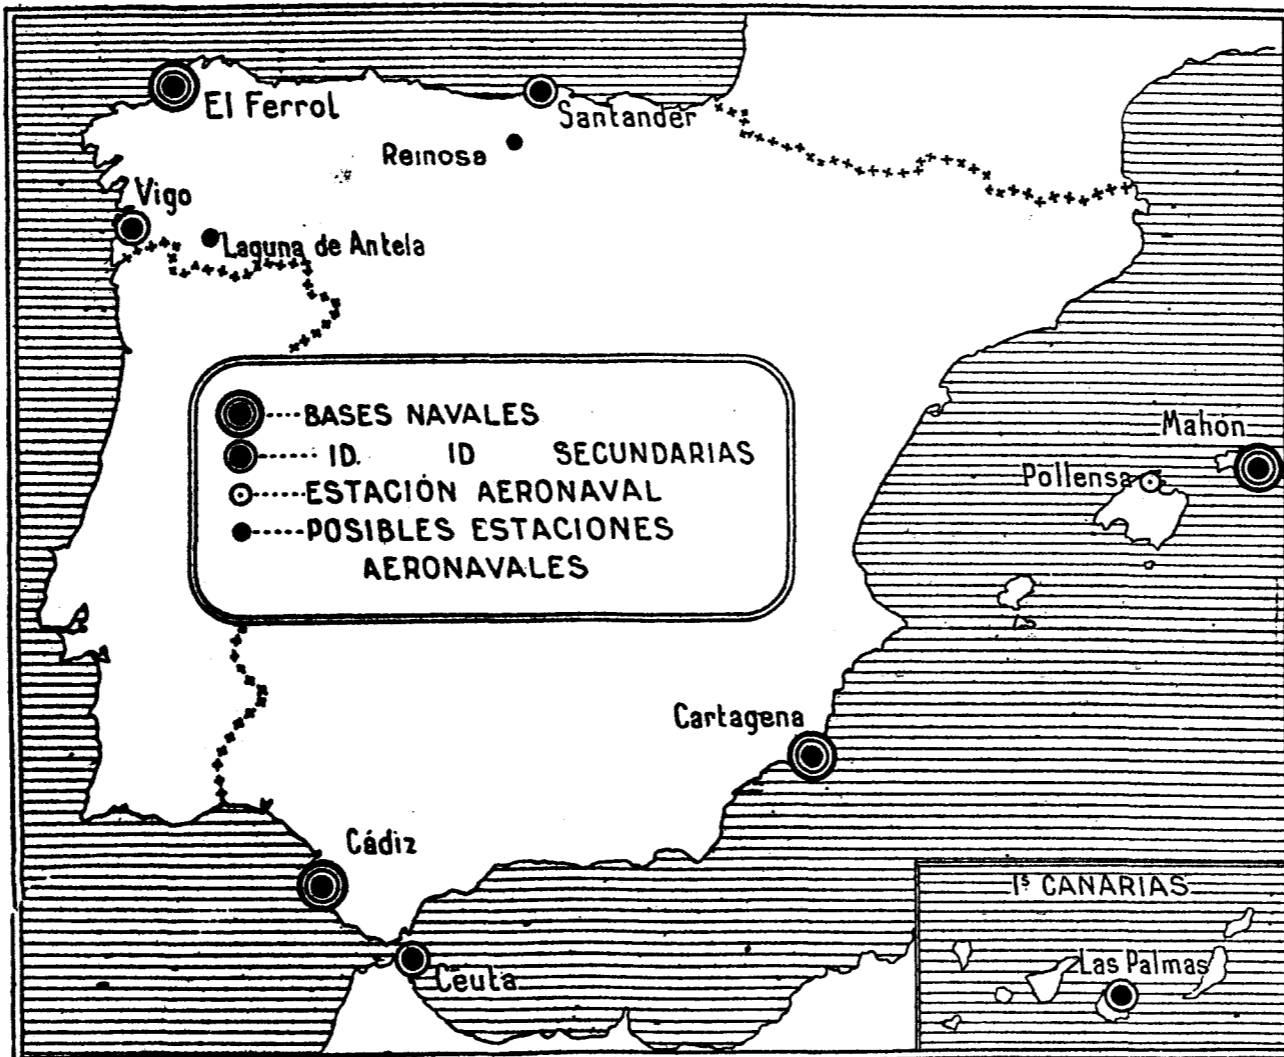 El Ferrol
Santander
Reinosa
Vigo
Laguna de Antela
BASES NAVALES
ID. ID SECUNDARIAS
ESTACIÓN AERONAVAL
POSIBLES ESTACIONES
AERONAVALES
Mahón
Pollensa
Cartagena
Cádiz
Ceuta
Iˢ CANARIAS
Las Palmas